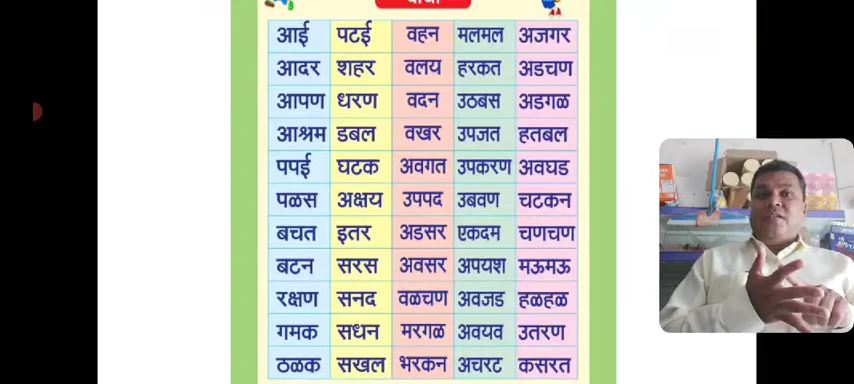 आई पटई वहन मलमल अजगर
आदर शहर वलय हरकत अडचण
आपण धरण वदन उठबस अडगळ
आश्रम डबल वखर उपजत हतबल
पपई घटक अवगत उपकरण अवघड
पळस अक्षय उपपद उबवण चटकन
बचत इतर अडसर एकदम चणचण
बटन सरस अवसर अपयश मऊमऊ
रक्षण सनद वळचण अवजड हळहळ
गमक सधन मरगळ अवयव उतरण
ठळक सखल भरकन अचरट कसरत